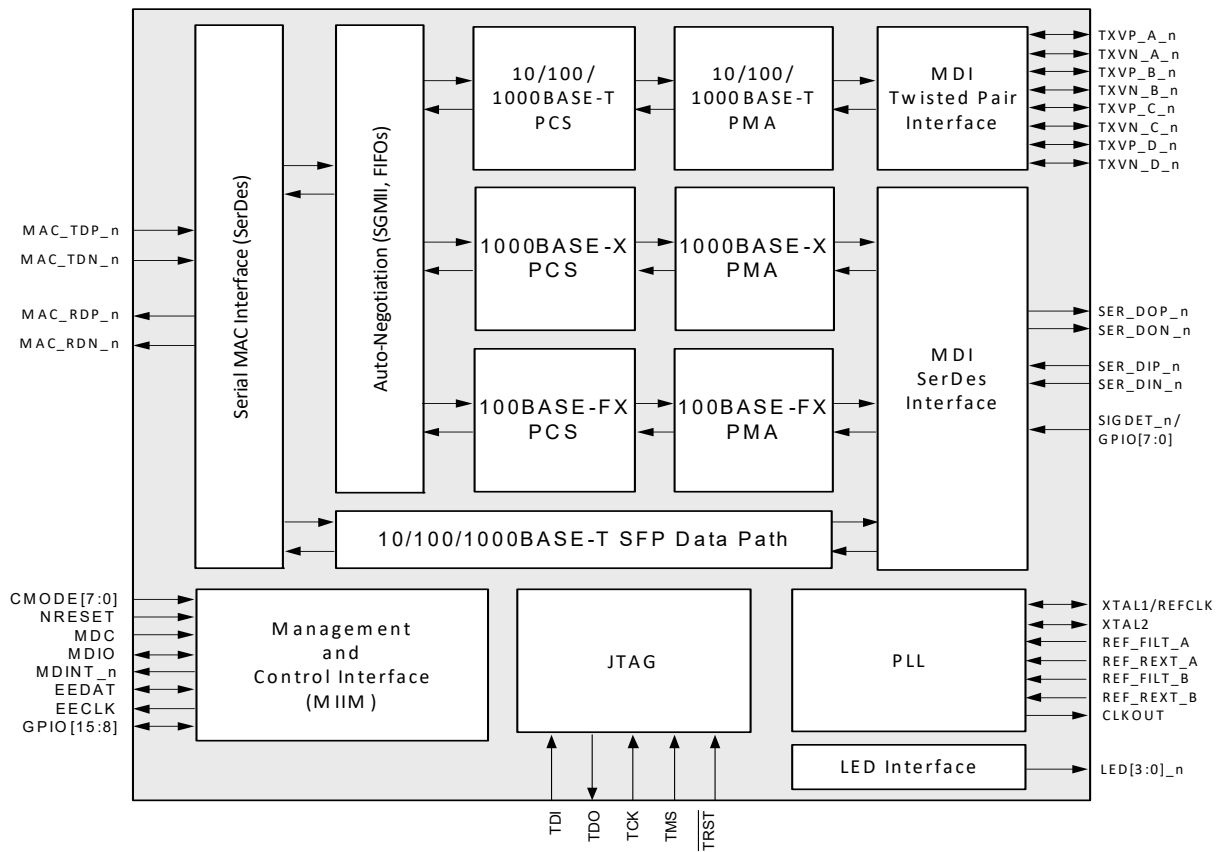 MAC_TDP_n
MAC_TDN_n
MAC_RDP_n
MAC_RDN_n
Serial MAC Interface (SerDes)
Auto-Negotiation (SGMII, FIFOs)
10/100/
1000BASE-T
PCS
10/100/
1000BASE-T
PMA
MDI
Twisted Pair
Interface
TXVP_A_n
TXVN_A_n
TXVP_B_n
TXVN_B_n
TXVP_C_n
TXVN_C_n
TXVP_D_n
TXVN_D_n
1000BASE-X
PCS
1000BASE-X
PMA
100BASE-FX
PCS
100BASE-FX
PMA
MDI
SerDes
Interface
SER_DOP_n
SER_DON_n
SER_DIP_n
SER_DIN_n
SIGDET_n/
GPIO[7:0]
10/100/1000BASE-T SFP Data Path
CMODE[7:0]
NRESET
MDC
MDIO
MDINT_n
EEDAT
EECLK
GPIO[15:8]
Management
and
Control Interface
(MIIM)
JTAG
TDI
TDO
TCK
TMS
TRST
PLL
XTAL1/REFCLK
XTAL2
REF_FILT_A
REF_REXT_A
REF_FILT_B
REF_REXT_B
CLKOUT
LED Interface
LED[3:0]_n